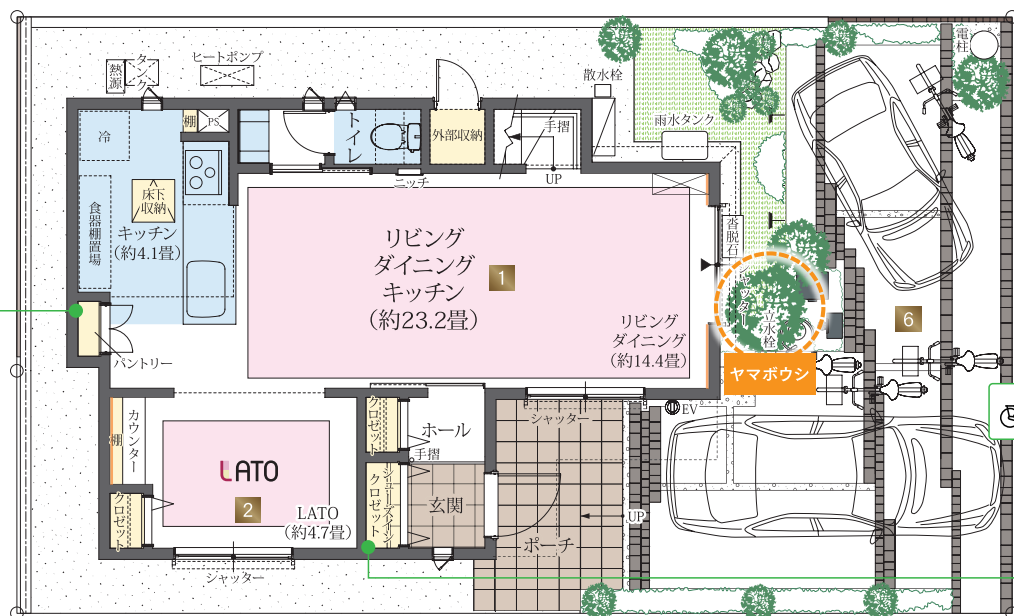 熱源
タンク
ヒートポンプ
電柱
散水栓
冷
棚
PS
トイレ
外部収納
手摺
UP
雨水タンク
ニッチ
床下
収納
食器棚置場
キッチン
(約4.1畳)
リビング
ダイニング
キッチン
(約23.2畳)
1
沓脱石
シャッター
立水栓
6
リビング
ダイニング
(約14.4畳)
ヤマボウシ
パントリー
シャッター
EV
棚
カウンター
クロゼット
ホール
手摺
LATO
2
LATO
(約4.7畳)
クロゼット
シューズイン
クロゼット
玄関
UP
ポーチ
シャッター